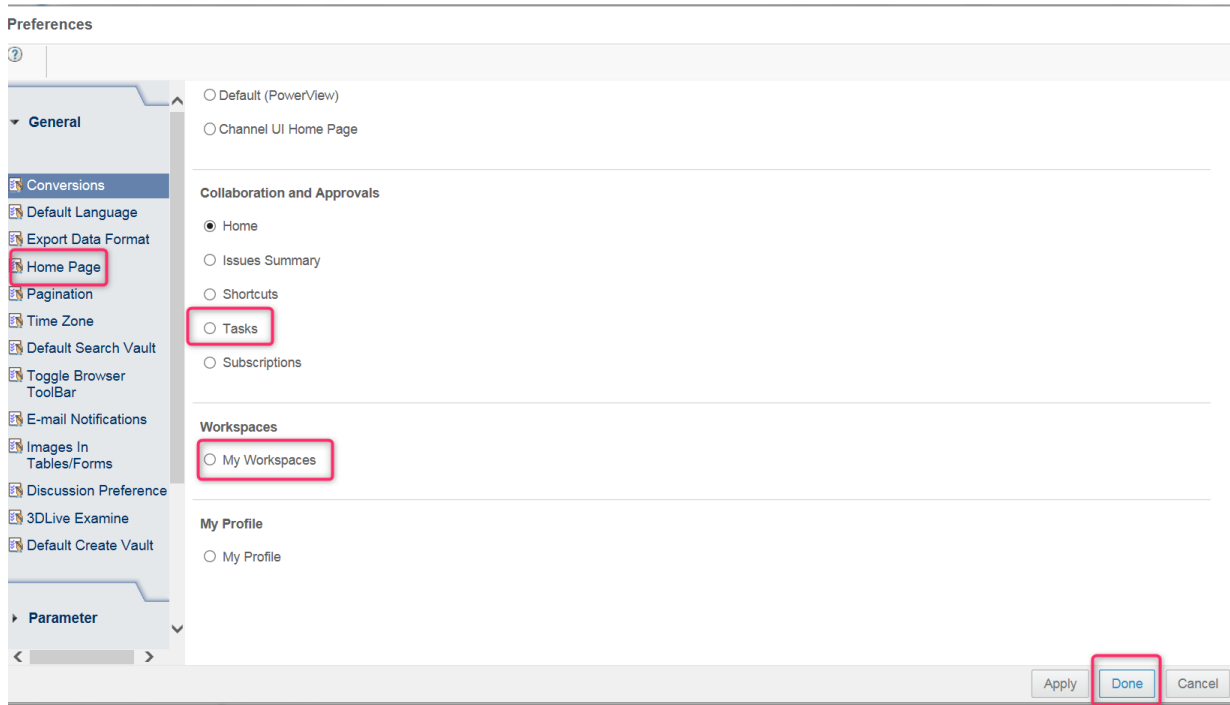 Preferences
?
General
Conversions
Default Language
Export Data Format
Home Page
Pagination
Time Zone
Default Search Vault
Toggle Browser
ToolBar
E-mail Notifications
Images In
Tables/Forms
Discussion Preference
3DLive Examine
Default Create Vault
Parameter
Default (PowerView)
Channel UI Home Page
Collaboration and Approvals
Home
Issues Summary
Shortcuts
Tasks
Subscriptions
Workspaces
My Workspaces
My Profile
My Profile
Apply
Done
Cancel